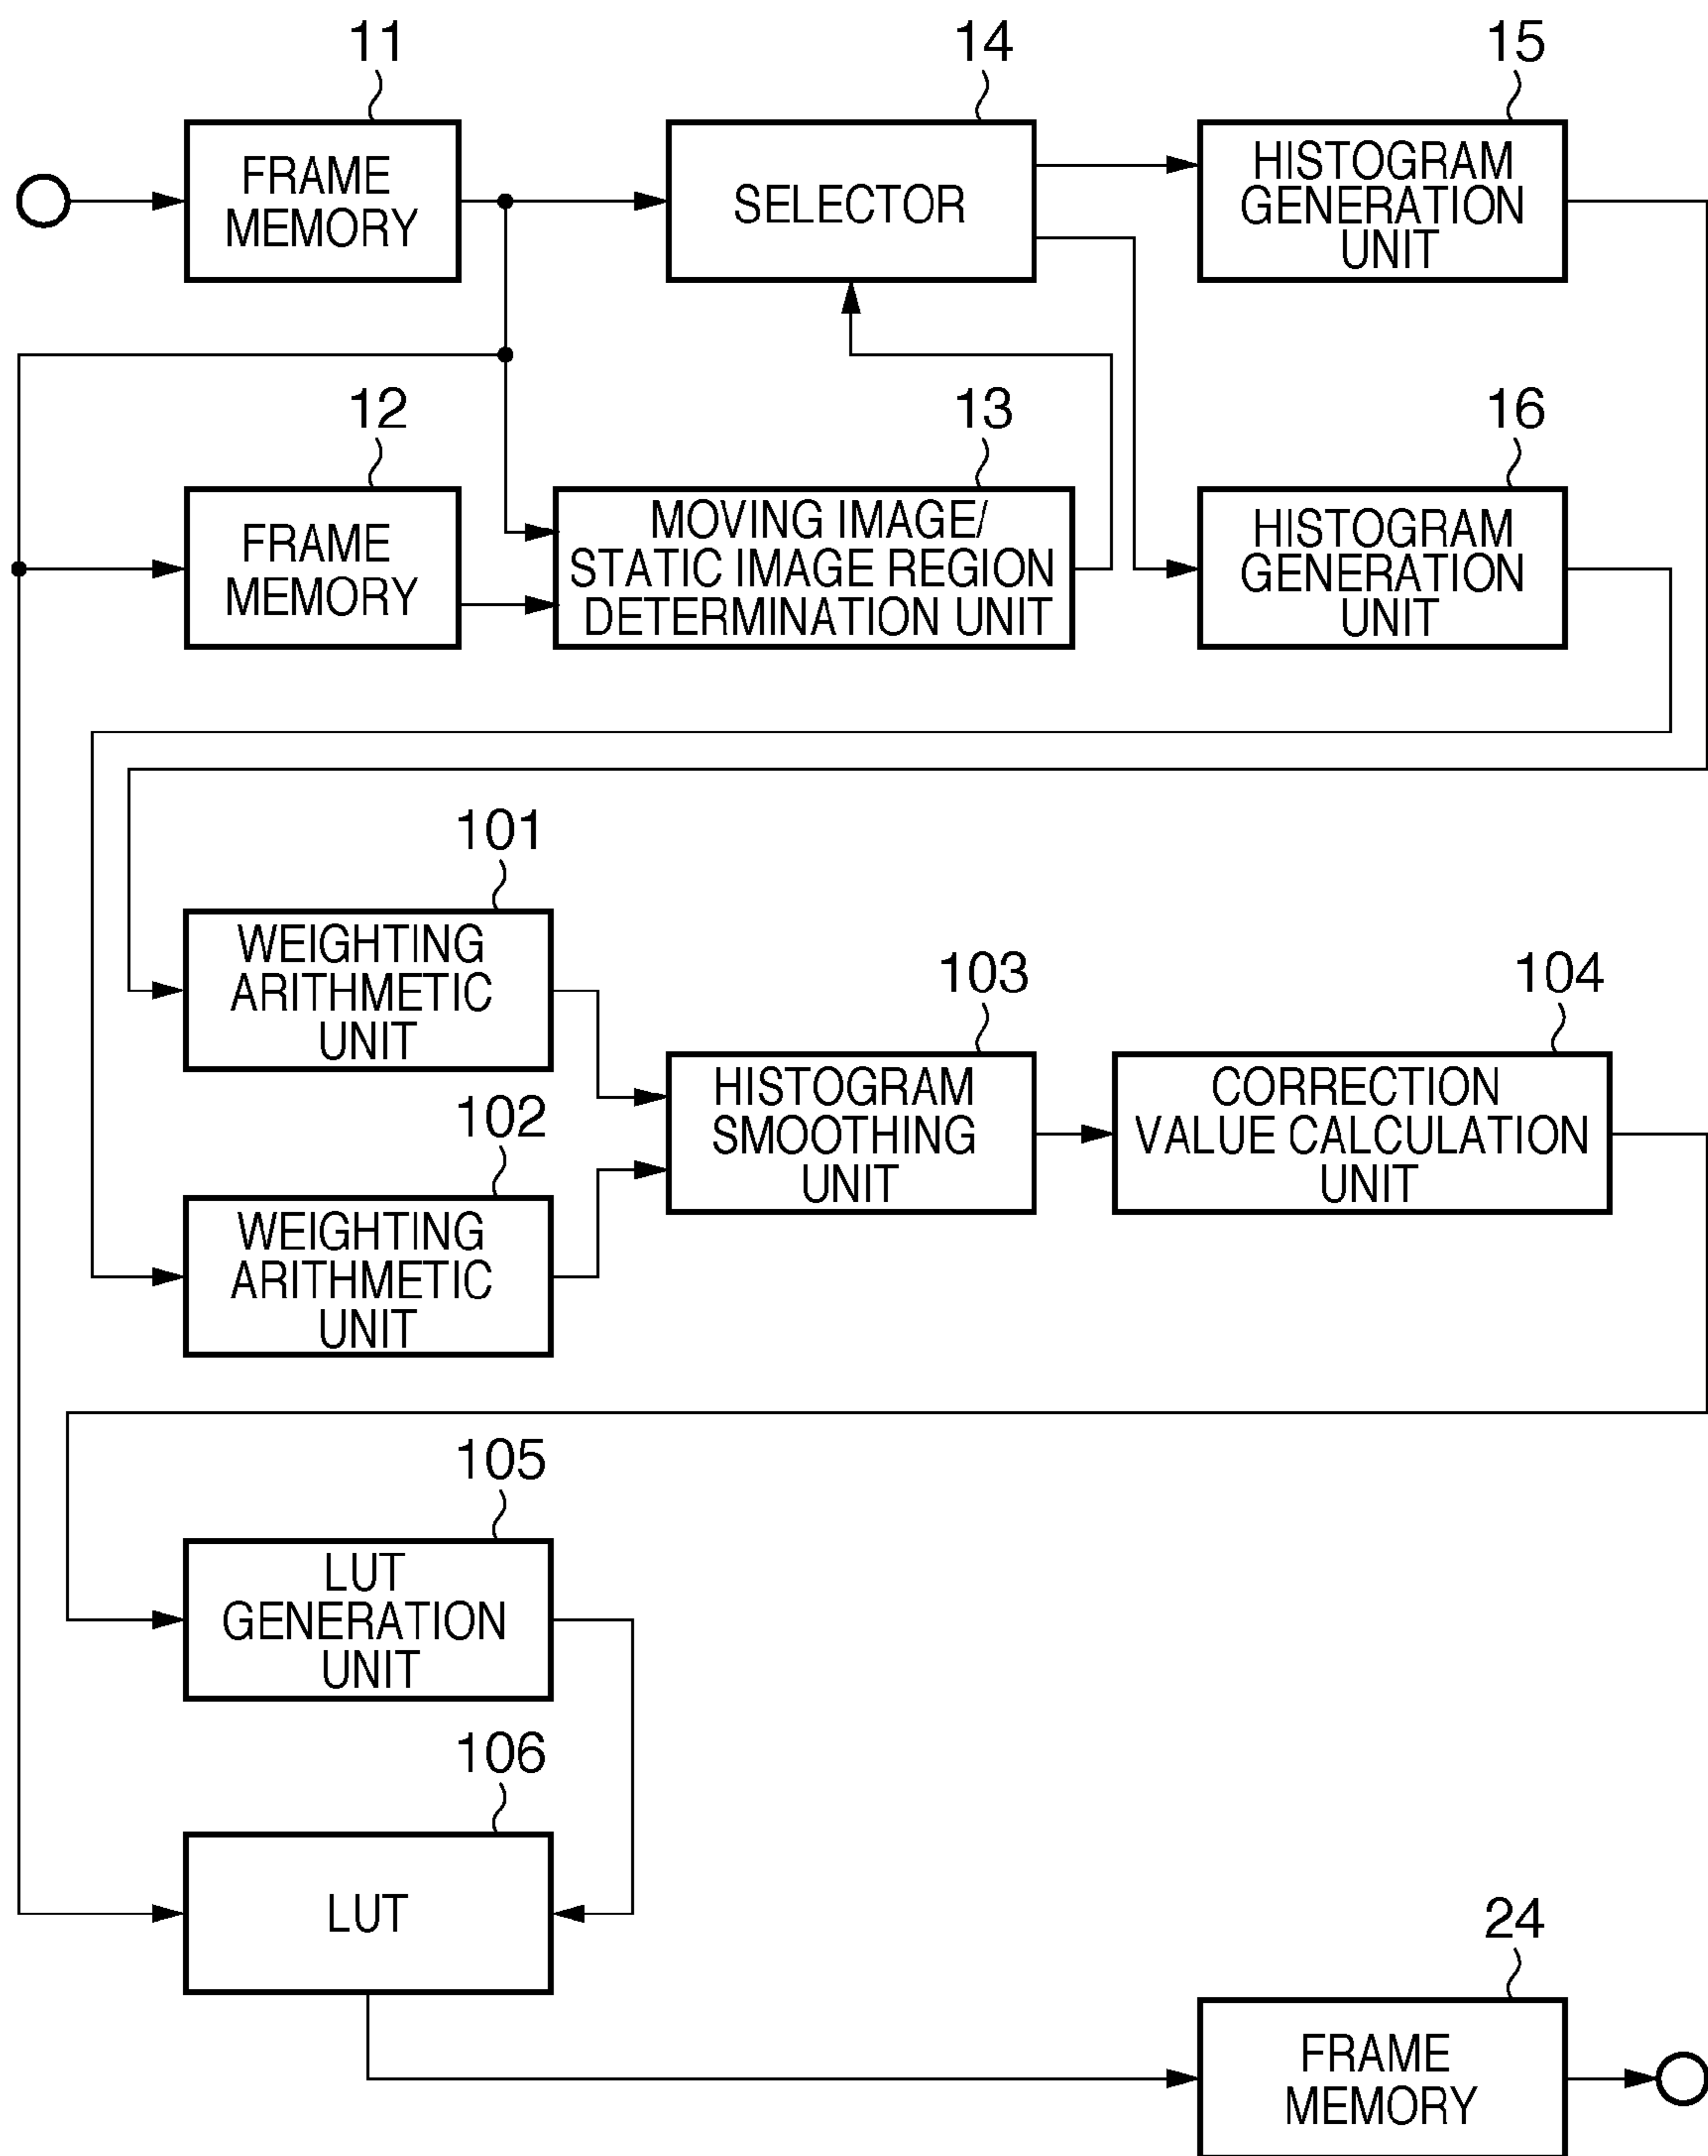 11
14
15
FRAME
MEMORY
SELECTOR
HISTOGRAM
GENERATION
UNIT
12
13
16
FRAME
MEMORY
MOVING IMAGE/
STATIC IMAGE REGION
DETERMINATION UNIT
HISTOGRAM
GENERATION
UNIT
101
WEIGHTING
ARITHMETIC
UNIT
103
104
HISTOGRAM
SMOOTHING
UNIT
CORRECTION
VALUE CALCULATION
UNIT
102
WEIGHTING
ARITHMETIC
UNIT
105
LUT
GENERATION
UNIT
106
LUT
24
FRAME
MEMORY